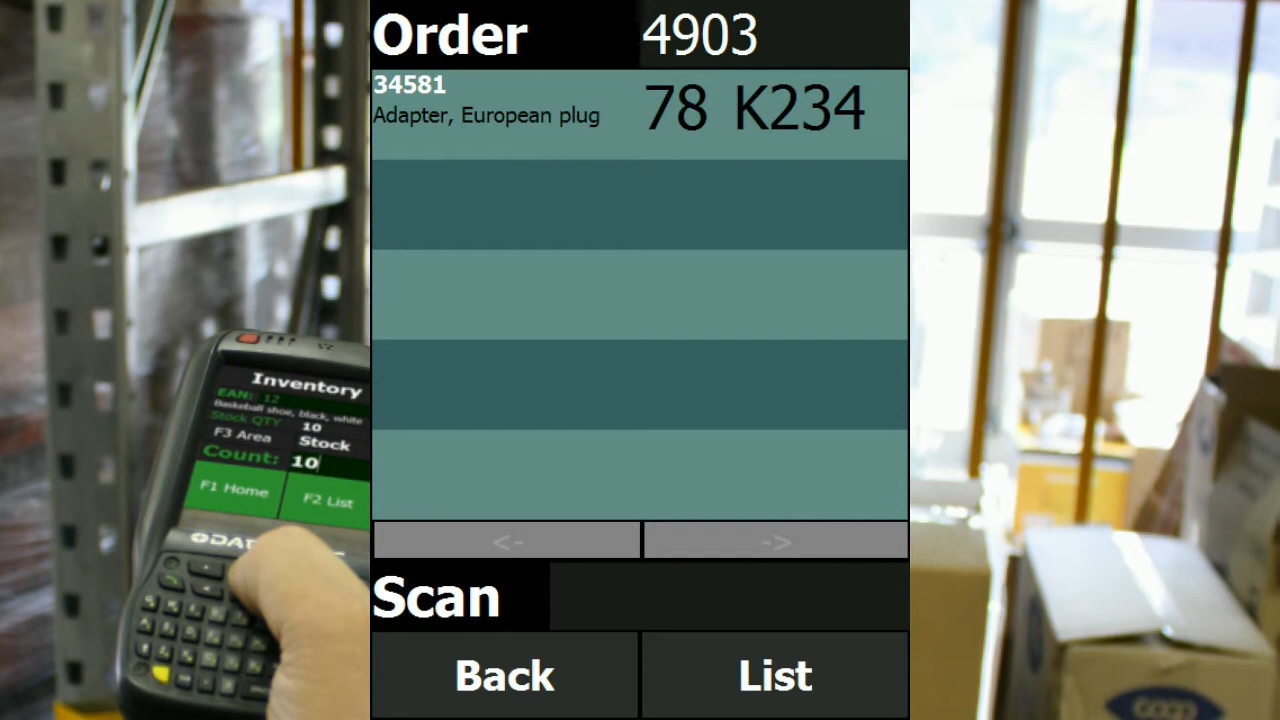 Order 4903
34581
Adapter, European plug
78 K234
<- ->
Scan
Back List
Inventory
EAN: 12
Basketball shoe, black, white
Stock QTY 10
F3 Area Stock
Count: 10
F1 Home F2 List